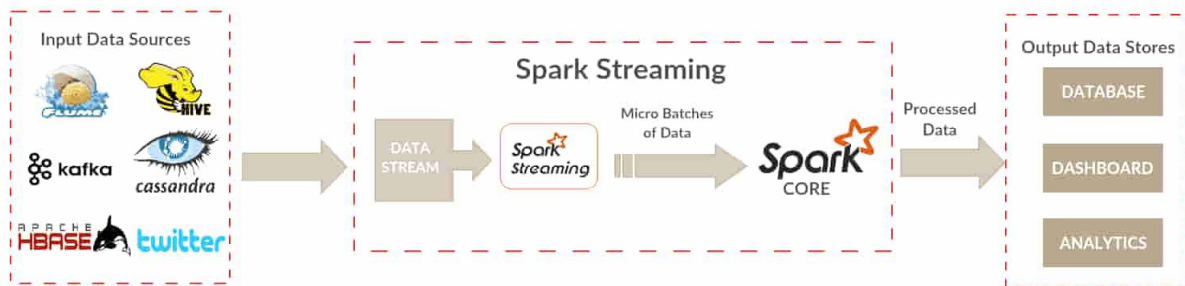 Input Data Sources
FLUME
HIVE
kafka
cassandra
APACHE
HBASE
twitter
Spark Streaming
DATA
STREAM
Spark
Streaming
Micro Batches
of Data
Spark
CORE
Processed
Data
Output Data Stores
DATABASE
DASHBOARD
ANALYTICS